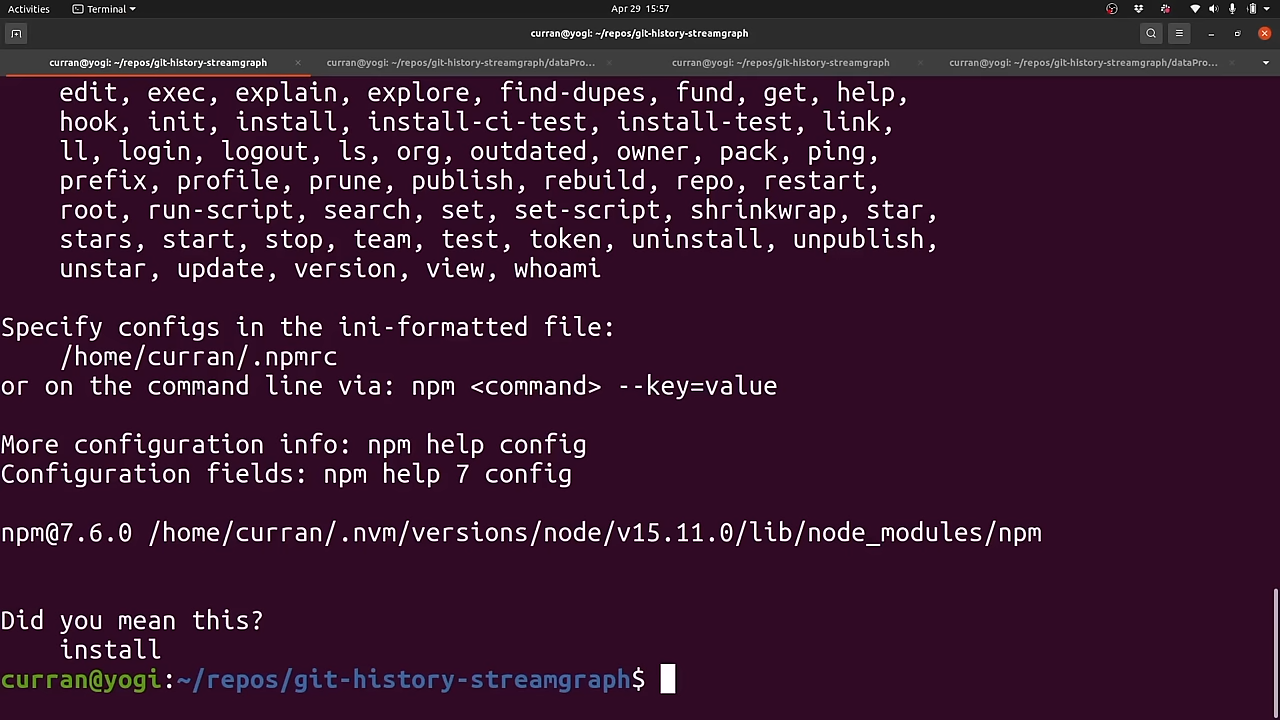 Activities
Terminal
Apr 29 15:57
curran@yogi: ~/repos/git-history-streamgraph
curran@yogi: ~/repos/git-history-streamgraph
curran@yogi: ~/repos/git-history-streamgraph/dataPro...
curran@yogi: ~/repos/git-history-streamgraph
curran@yogi: ~/repos/git-history-streamgraph/dataPro...
edit, exec, explain, explore, find-dupes, fund, get, help,
hook, init, install, install-ci-test, install-test, link,
ll, login, logout, ls, org, outdated, owner, pack, ping,
prefix, profile, prune, publish, rebuild, repo, restart,
root, run-script, search, set, set-script, shrinkwrap, star,
stars, start, stop, team, test, token, uninstall, unpublish,
unstar, update, version, view, whoami
Specify configs in the ini-formatted file:
/home/curran/.npmrc
or on the command line via: npm <command> --key=value
More configuration info: npm help config
Configuration fields: npm help 7 config
npm@7.6.0 /home/curran/.nvm/versions/node/v15.11.0/lib/node_modules/npm
Did you mean this?
install
curran@yogi:~/repos/git-history-streamgraph$